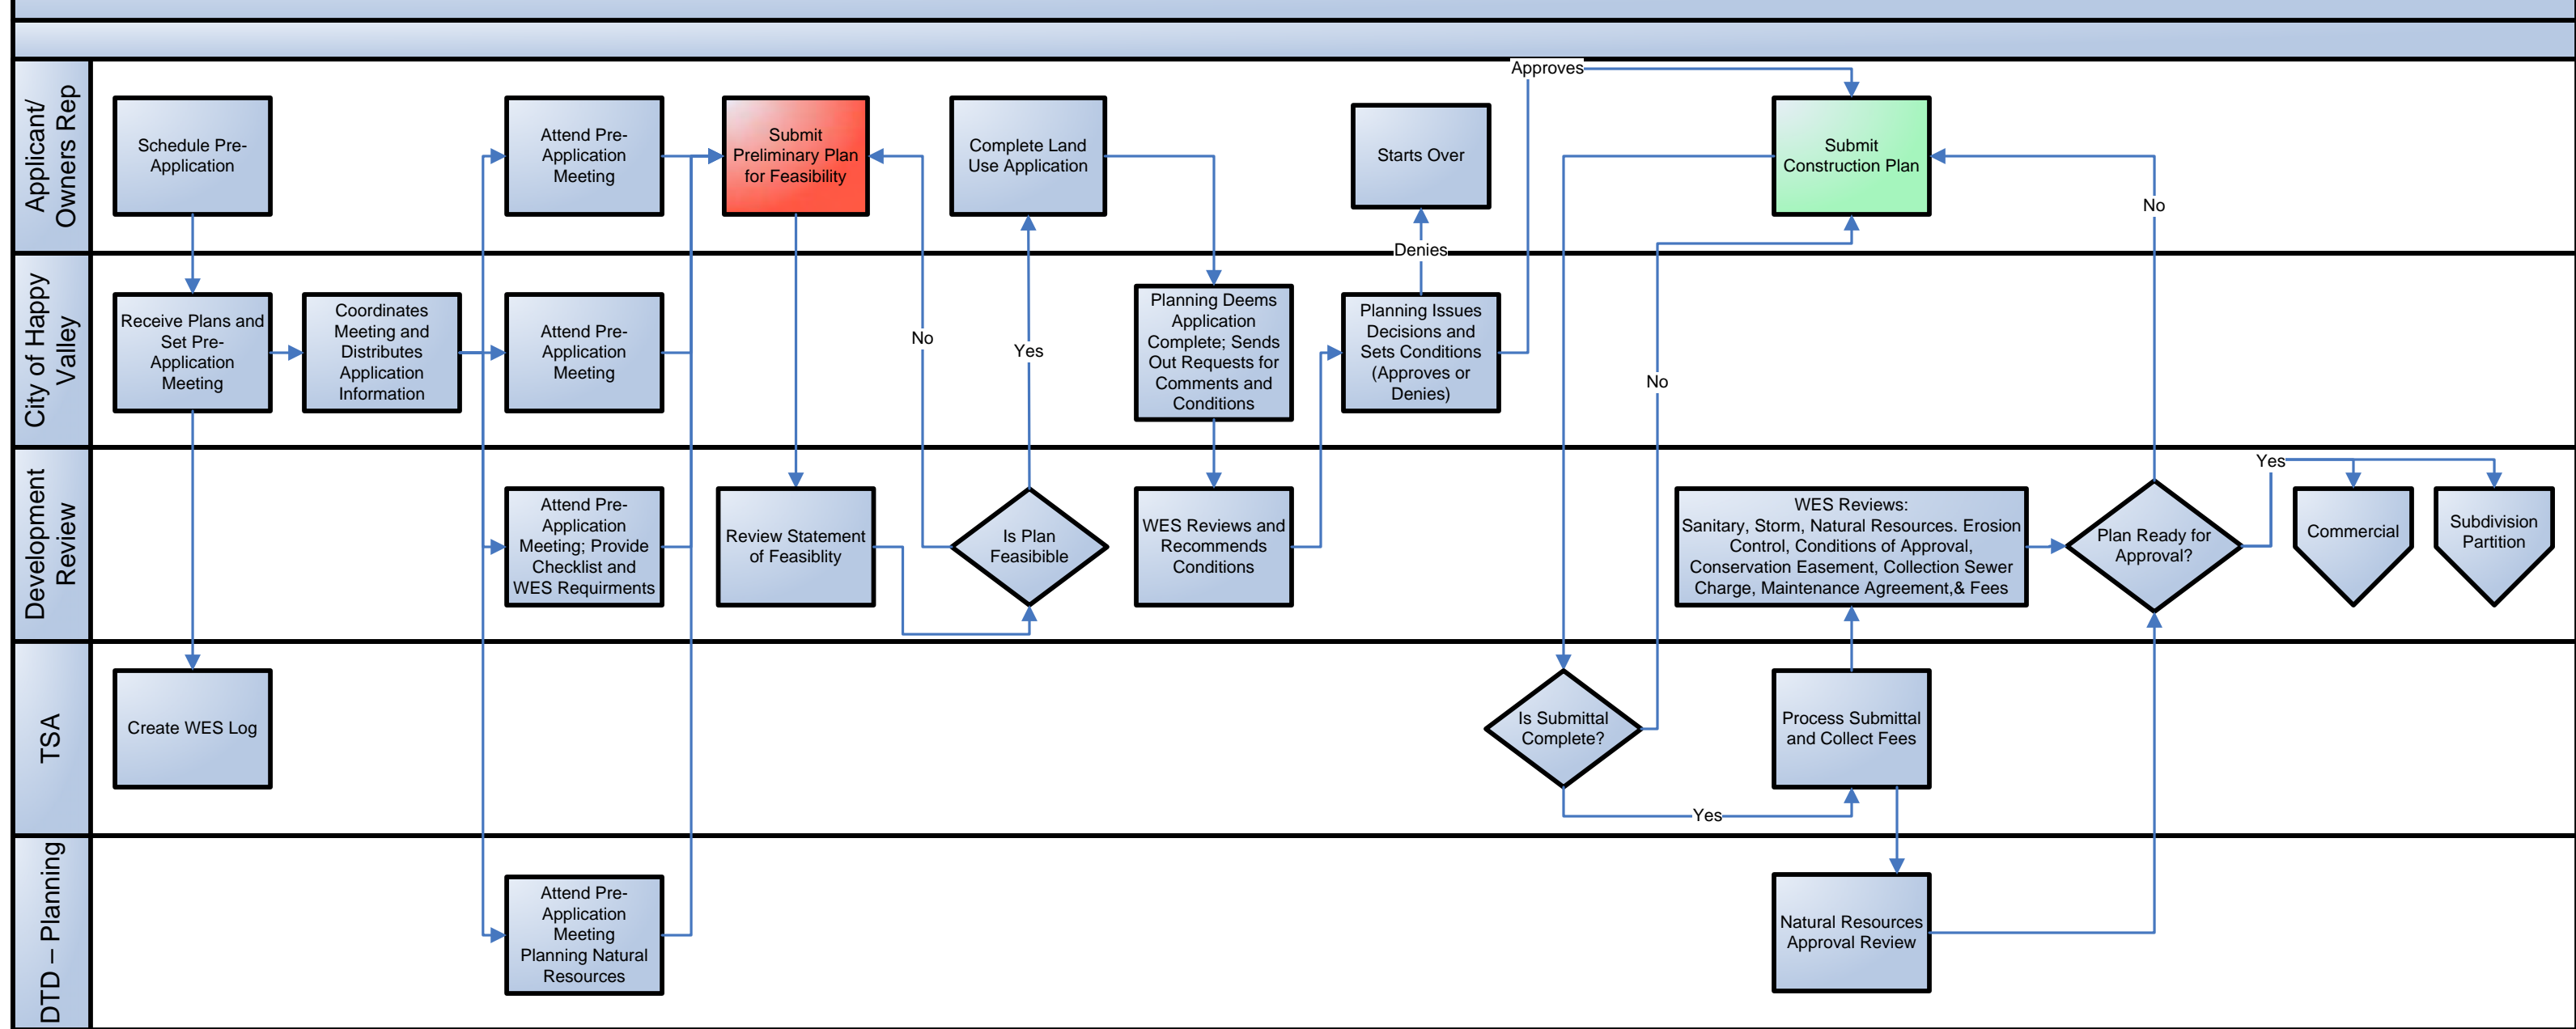 Applicant/
Owners Rep
Schedule Pre-
Application
Attend Pre-
Application
Meeting
Submit
Preliminary Plan
for Feasibility
Complete Land
Use Application
Starts Over
Approves
Submit
Construction Plan
No
Denies
City of Happy
Valley
Receive Plans and
Set Pre-
Application
Meeting
Coordinates
Meeting and
Distributes
Application
Information
Attend Pre-
Application
Meeting
No
Yes
Planning Deems
Application
Complete; Sends
Out Requests for
Comments and
Conditions
Planning Issues
Decisions and
Sets Conditions
(Approves or
Denies)
No
Development
Review
Attend Pre-
Application
Meeting; Provide
Checklist and
WES Requirments
Review Statement
of Feasiblity
Is Plan
Feasibible
WES Reviews and
Recommends
Conditions
WES Reviews:
Sanitary, Storm, Natural Resources. Erosion
Control, Conditions of Approval,
Conservation Easement, Collection Sewer
Charge, Maintenance Agreement,& Fees
Plan Ready for
Approval?
Yes
Commercial
Subdivision
Partition
TSA
Create WES Log
Is Submittal
Complete?
Process Submittal
and Collect Fees
Yes
DTD – Planning
Attend Pre-
Application
Meeting
Planning Natural
Resources
Natural Resources
Approval Review